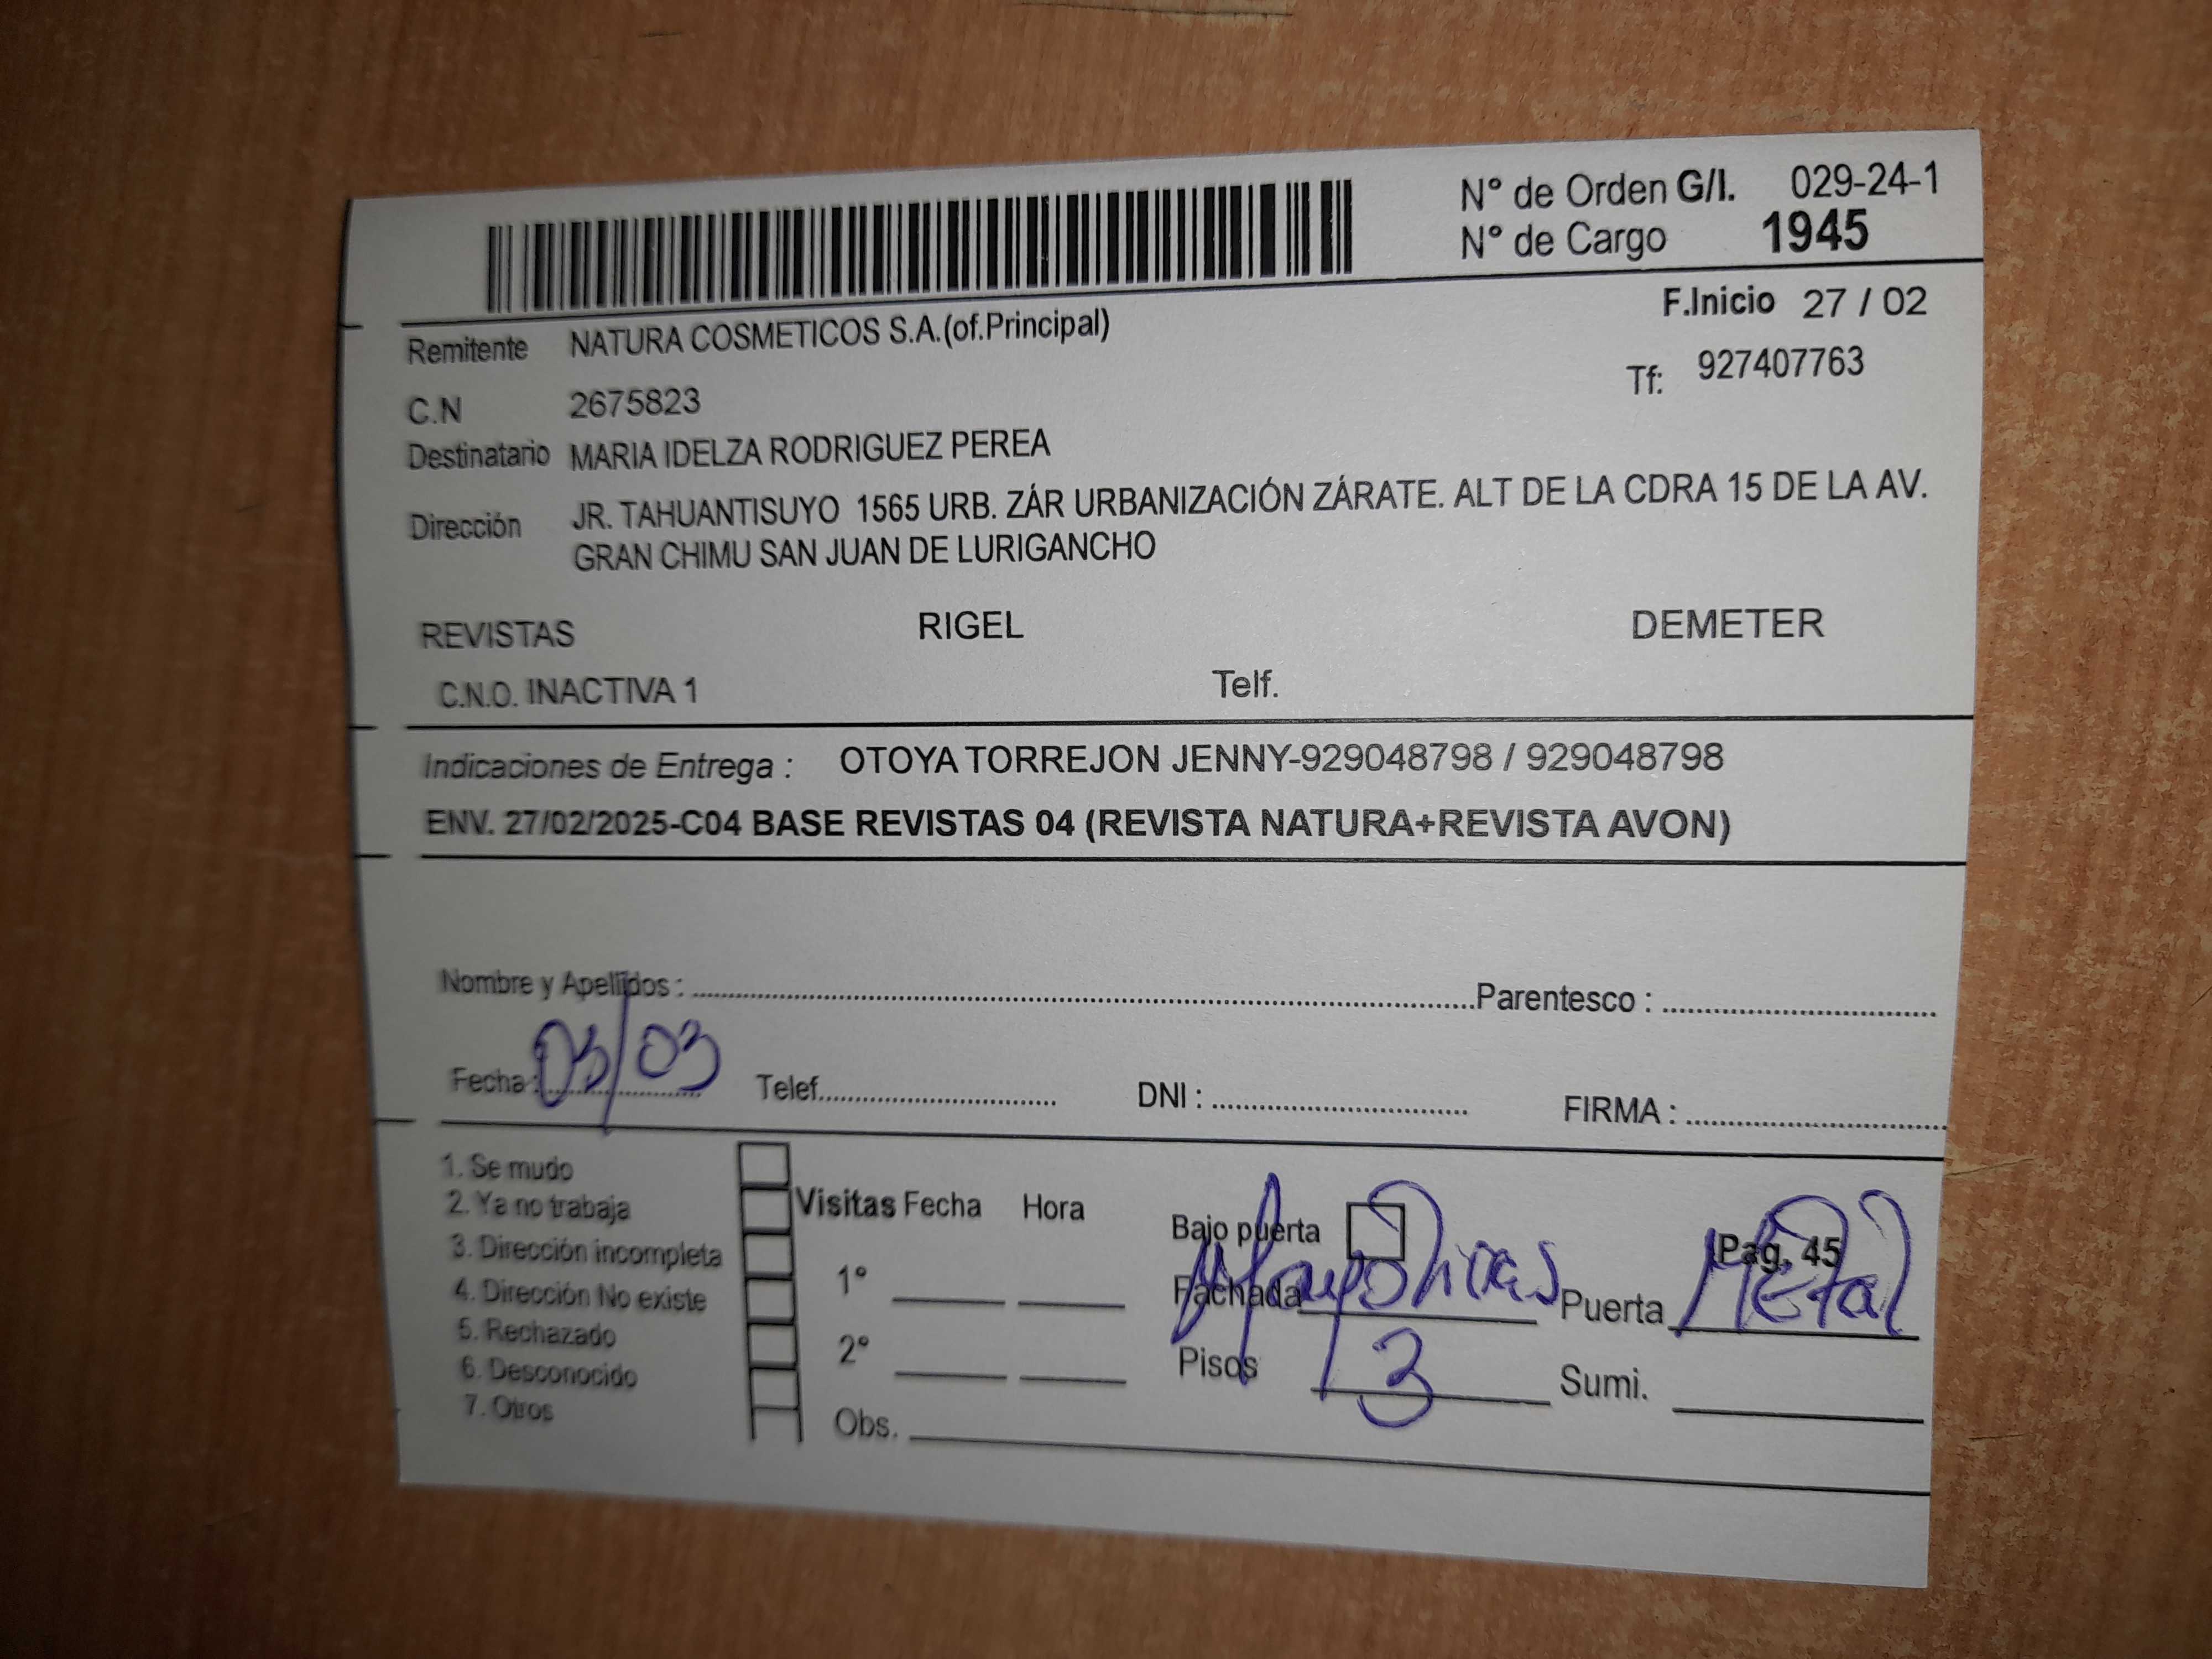 N° de Orden G/I. 029-24-1
N° de Cargo 1945
F.Inicio 27 / 02
Remitente NATURA COSMETICOS S.A.(of.Principal)
Tf: 927407763
C.N 2675823
Destinatario MARIA IDELZA RODRIGUEZ PEREA
Dirección JR. TAHUANTISUYO 1565 URB. ZÁR URBANIZACIÓN ZÁRATE. ALT DE LA CDRA 15 DE LA AV.
GRAN CHIMU SAN JUAN DE LURIGANCHO
REVISTAS RIGEL DEMETER
C.N.O. INACTIVA 1 Telf.
Indicaciones de Entrega : OTOYA TORREJON JENNY-929048798 / 929048798
ENV. 27/02/2025-C04 BASE REVISTAS 04 (REVISTA NATURA+REVISTA AVON)
Nombre y Apellidos : Parentesco :
Fecha : 03/03 Telef. DNI : FIRMA :
1. Se mudo
2. Ya no trabaja
3. Dirección incompleta
4. Dirección No existe
5. Rechazado
6. Desconocido
7. Otros
Visitas Fecha Hora
1°
2°
Obs.
Bajo puerta Pag. 45
Fachada Puerta Metal
Pisos 3 Sumi.